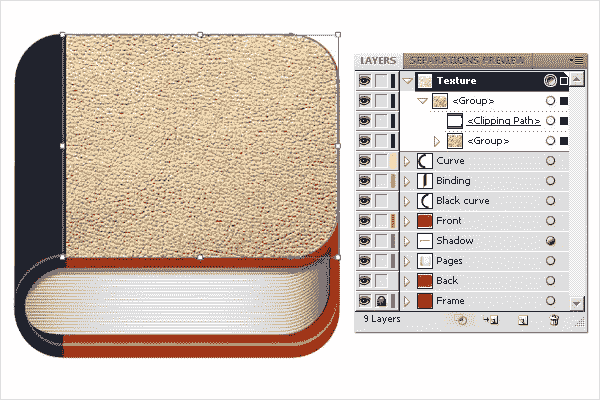 LAYERS
SEPARATIONS PREVIEW
Texture
<Group>
<Clipping Path>
<Group>
Curve
Binding
Black curve
Front
Shadow
Pages
Back
Frame
9 Layers